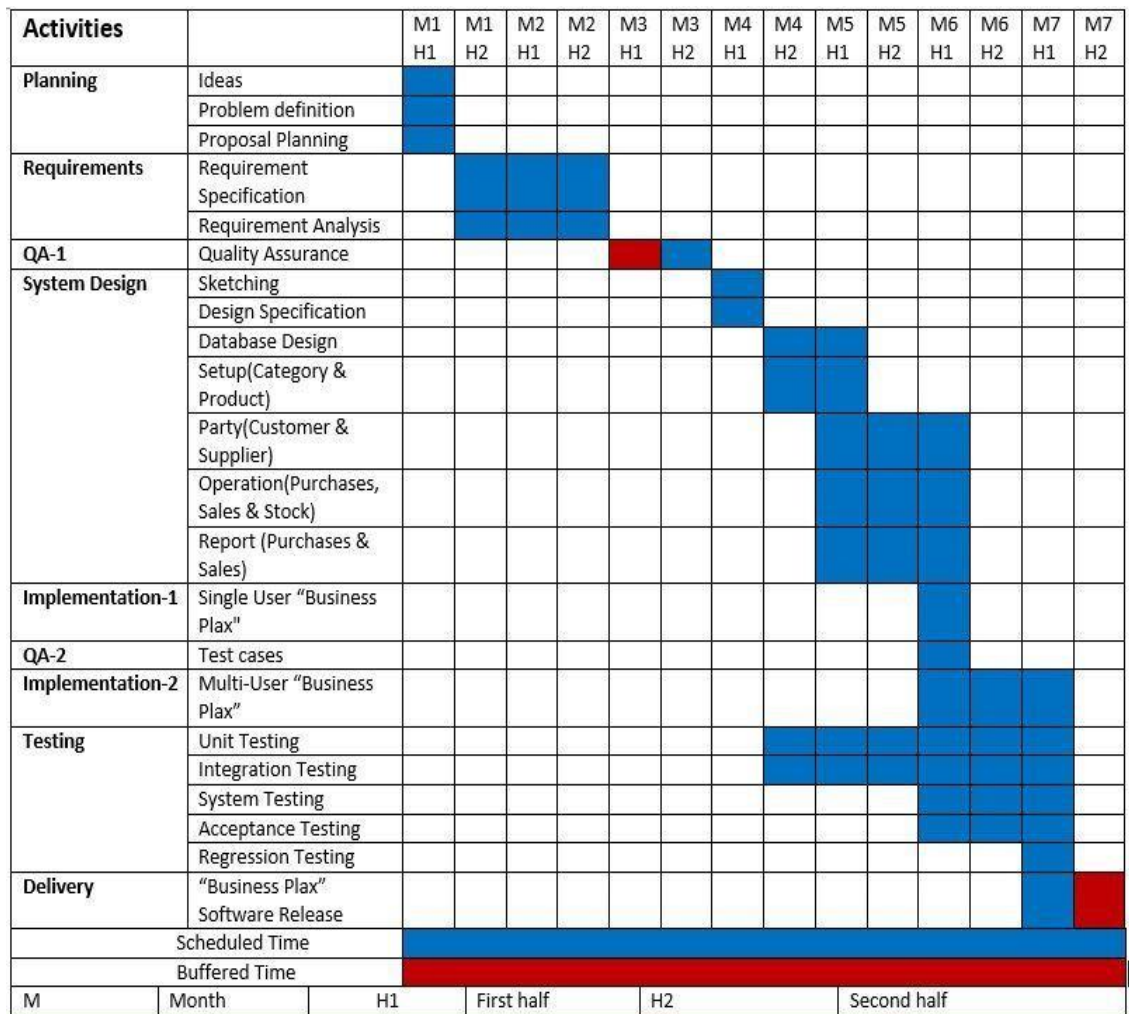 Activities M1 M1 M2 M2 M3 M3 M4 M4 M5 M5 M6 M6 M7 M7
H1 H2 H1 H2 H1 H2 H1 H2 H1 H2 H1 H2 H1 H2
Planning Ideas
Problem definition
Proposal Planning
Requirements Requirement
Specification
Requirement Analysis
QA-1 Quality Assurance
System Design Sketching
Design Specification
Database Design
Setup(Category &
Product)
Party(Customer &
Supplier)
Operation(Purchases,
Sales & Stock)
Report (Purchases &
Sales)
Implementation-1 Single User “Business
Plax"
QA-2 Test cases
Implementation-2 Multi-User “Business
Plax”
Testing Unit Testing
Integration Testing
System Testing
Acceptance Testing
Regression Testing
Delivery “Business Plax”
Software Release
Scheduled Time
Buffered Time
M Month H1 First half H2 Second half